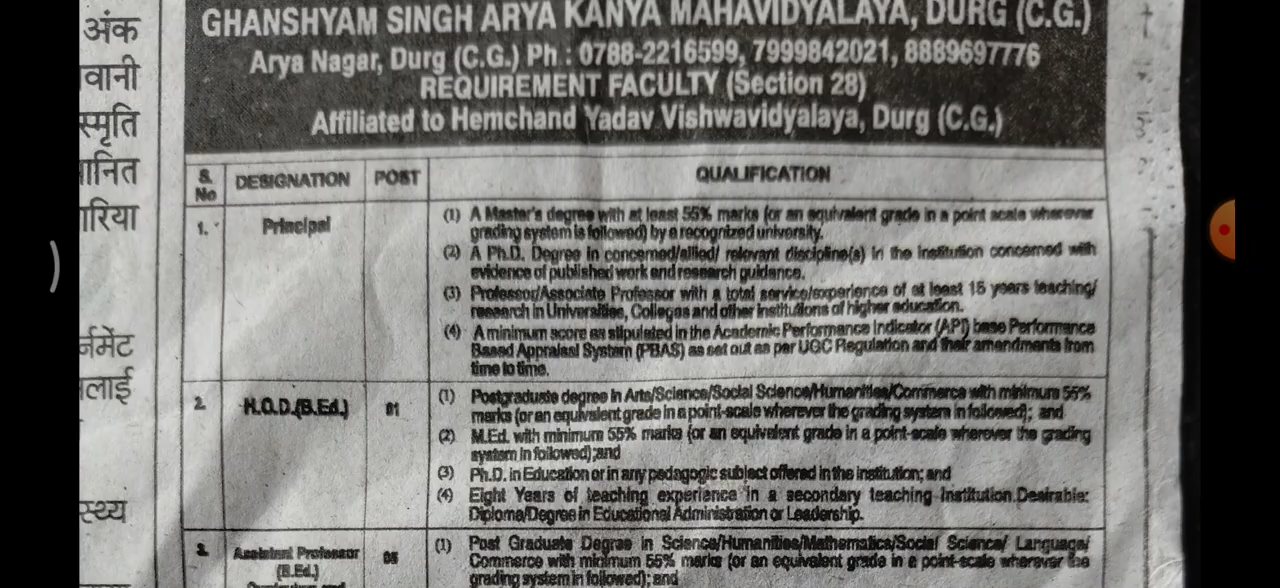 अंक
वानी
स्मृति
ानित
ारिया
र्नमेंट
लाई
स्थ्य
GHANSHYAM SINGH ARYA KANYA MAHAVIDYALAYA, DURG (C.G.)
Arya Nagar, Durg (C.G.) Ph : 0788-2216599, 7999842021, 8889697776
REQUIREMENT FACULTY (Section 28)
Affiliated to Hemchand Yadav Vishwavidyalaya, Durg (C.G.)
S. No DESIGNATION POST QUALIFICATION
1. Principal
(1) A Master's degree with at least 55% marks (or an equivalent grade in a point scale wherever
grading system is followed) by a recognized university.
(2) A Ph.D. Degree in concerned/allied/ relevant discipline(s) in the institution concerned with
evidence of published work and research guidance.
(3) Professor/Associate Professor with a total service/experience of at least 15 years teaching/
research in Universities, Colleges and other institutions of higher education.
(4) A minimum score as stipulated in the Academic Performance Indicator (API) base Performance
Based Appraisal System (PBAS) as set out as per UGC Regulation and their amendments from
time to time.
2. H.O.D.(B.Ed.) 01
(1) Postgraduate degree in Arts/Science/Social Science/Humanities/Commerce with minimum 55%
marks (or an equivalent grade in a point-scale wherever the grading system in followed); and
(2) M.Ed. with minimum 55% marks (or an equivalent grade in a point-scale wherever the grading
system in followed);and
(3) Ph.D. in Education or in any pedagogic subject offered in the institution; and
(4) Eight Years of teaching experience in a secondary teaching Institution.Desirable:
Diploma/Degree in Educational Administration or Leadership.
3. Assistant Professor 05
(B.Ed.)
(1) Post Graduate Degree in Science/Humanities/Mathematics/Social Science/ Language/
Commerce with minimum 55% marks (or an equivalent grade in a point-scale wherever the
grading system in followed); and